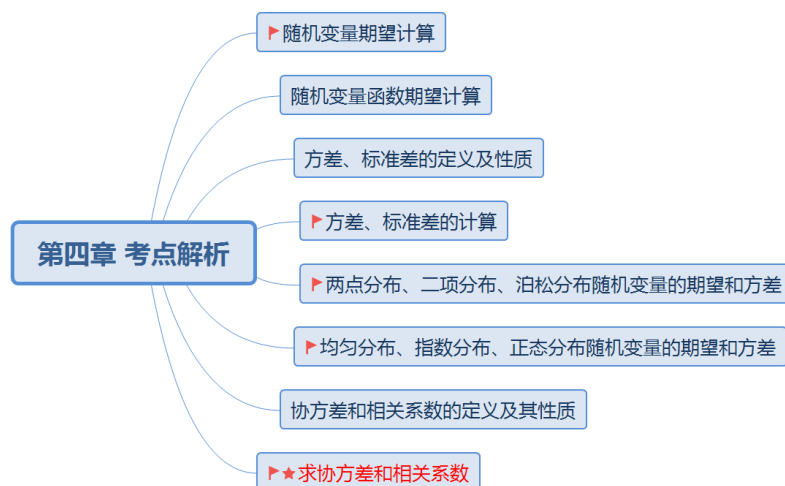 随机变量期望计算
随机变量函数期望计算
方差、标准差的定义及性质
方差、标准差的计算
第四章 考点解析
两点分布、二项分布、泊松分布随机变量的期望和方差
均匀分布、指数分布、正态分布随机变量的期望和方差
协方差和相关系数的定义及其性质
求协方差和相关系数